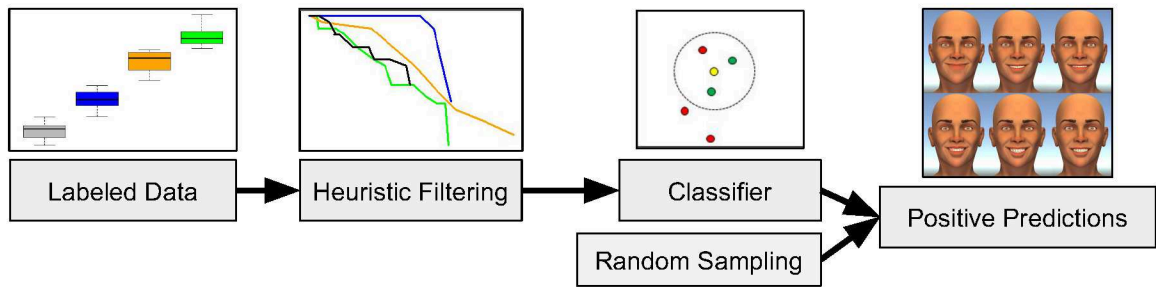 Labeled Data
Heuristic Filtering
Classifier
Positive Predictions
Random Sampling